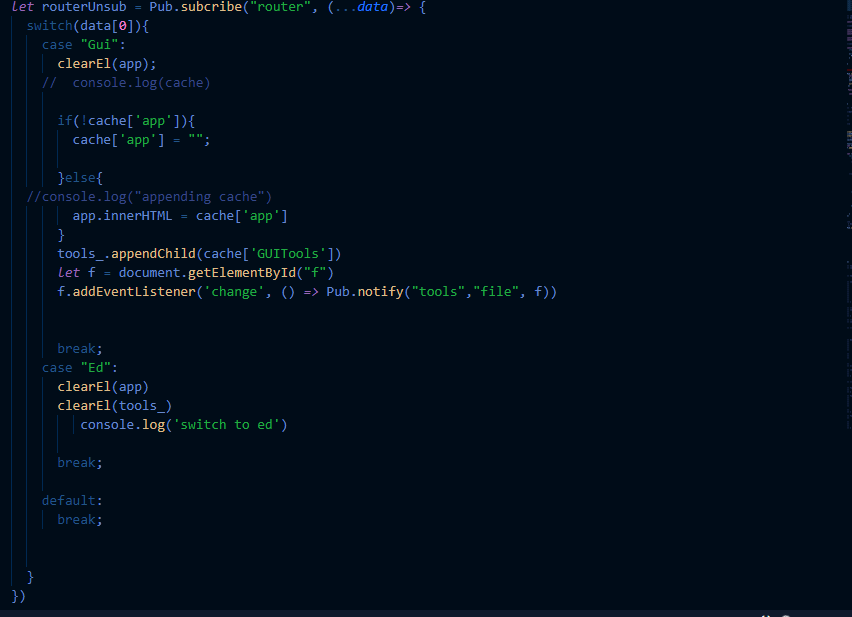 let routerUnsub = Pub.subcribe("router", (...data)=> {
switch(data[0]){
case "Gui":
clearEl(app);
// console.log(cache)
if(!cache['app']){
cache['app'] = "";
}else{
//console.log("appending cache")
app.innerHTML = cache['app']
}
tools_.appendChild(cache['GUITools'])
let f = document.getElementById("f")
f.addEventListener('change', () => Pub.notify("tools","file", f))
break;
case "Ed":
clearEl(app)
clearEl(tools_)
console.log('switch to ed')
break;
default:
break;
}
})